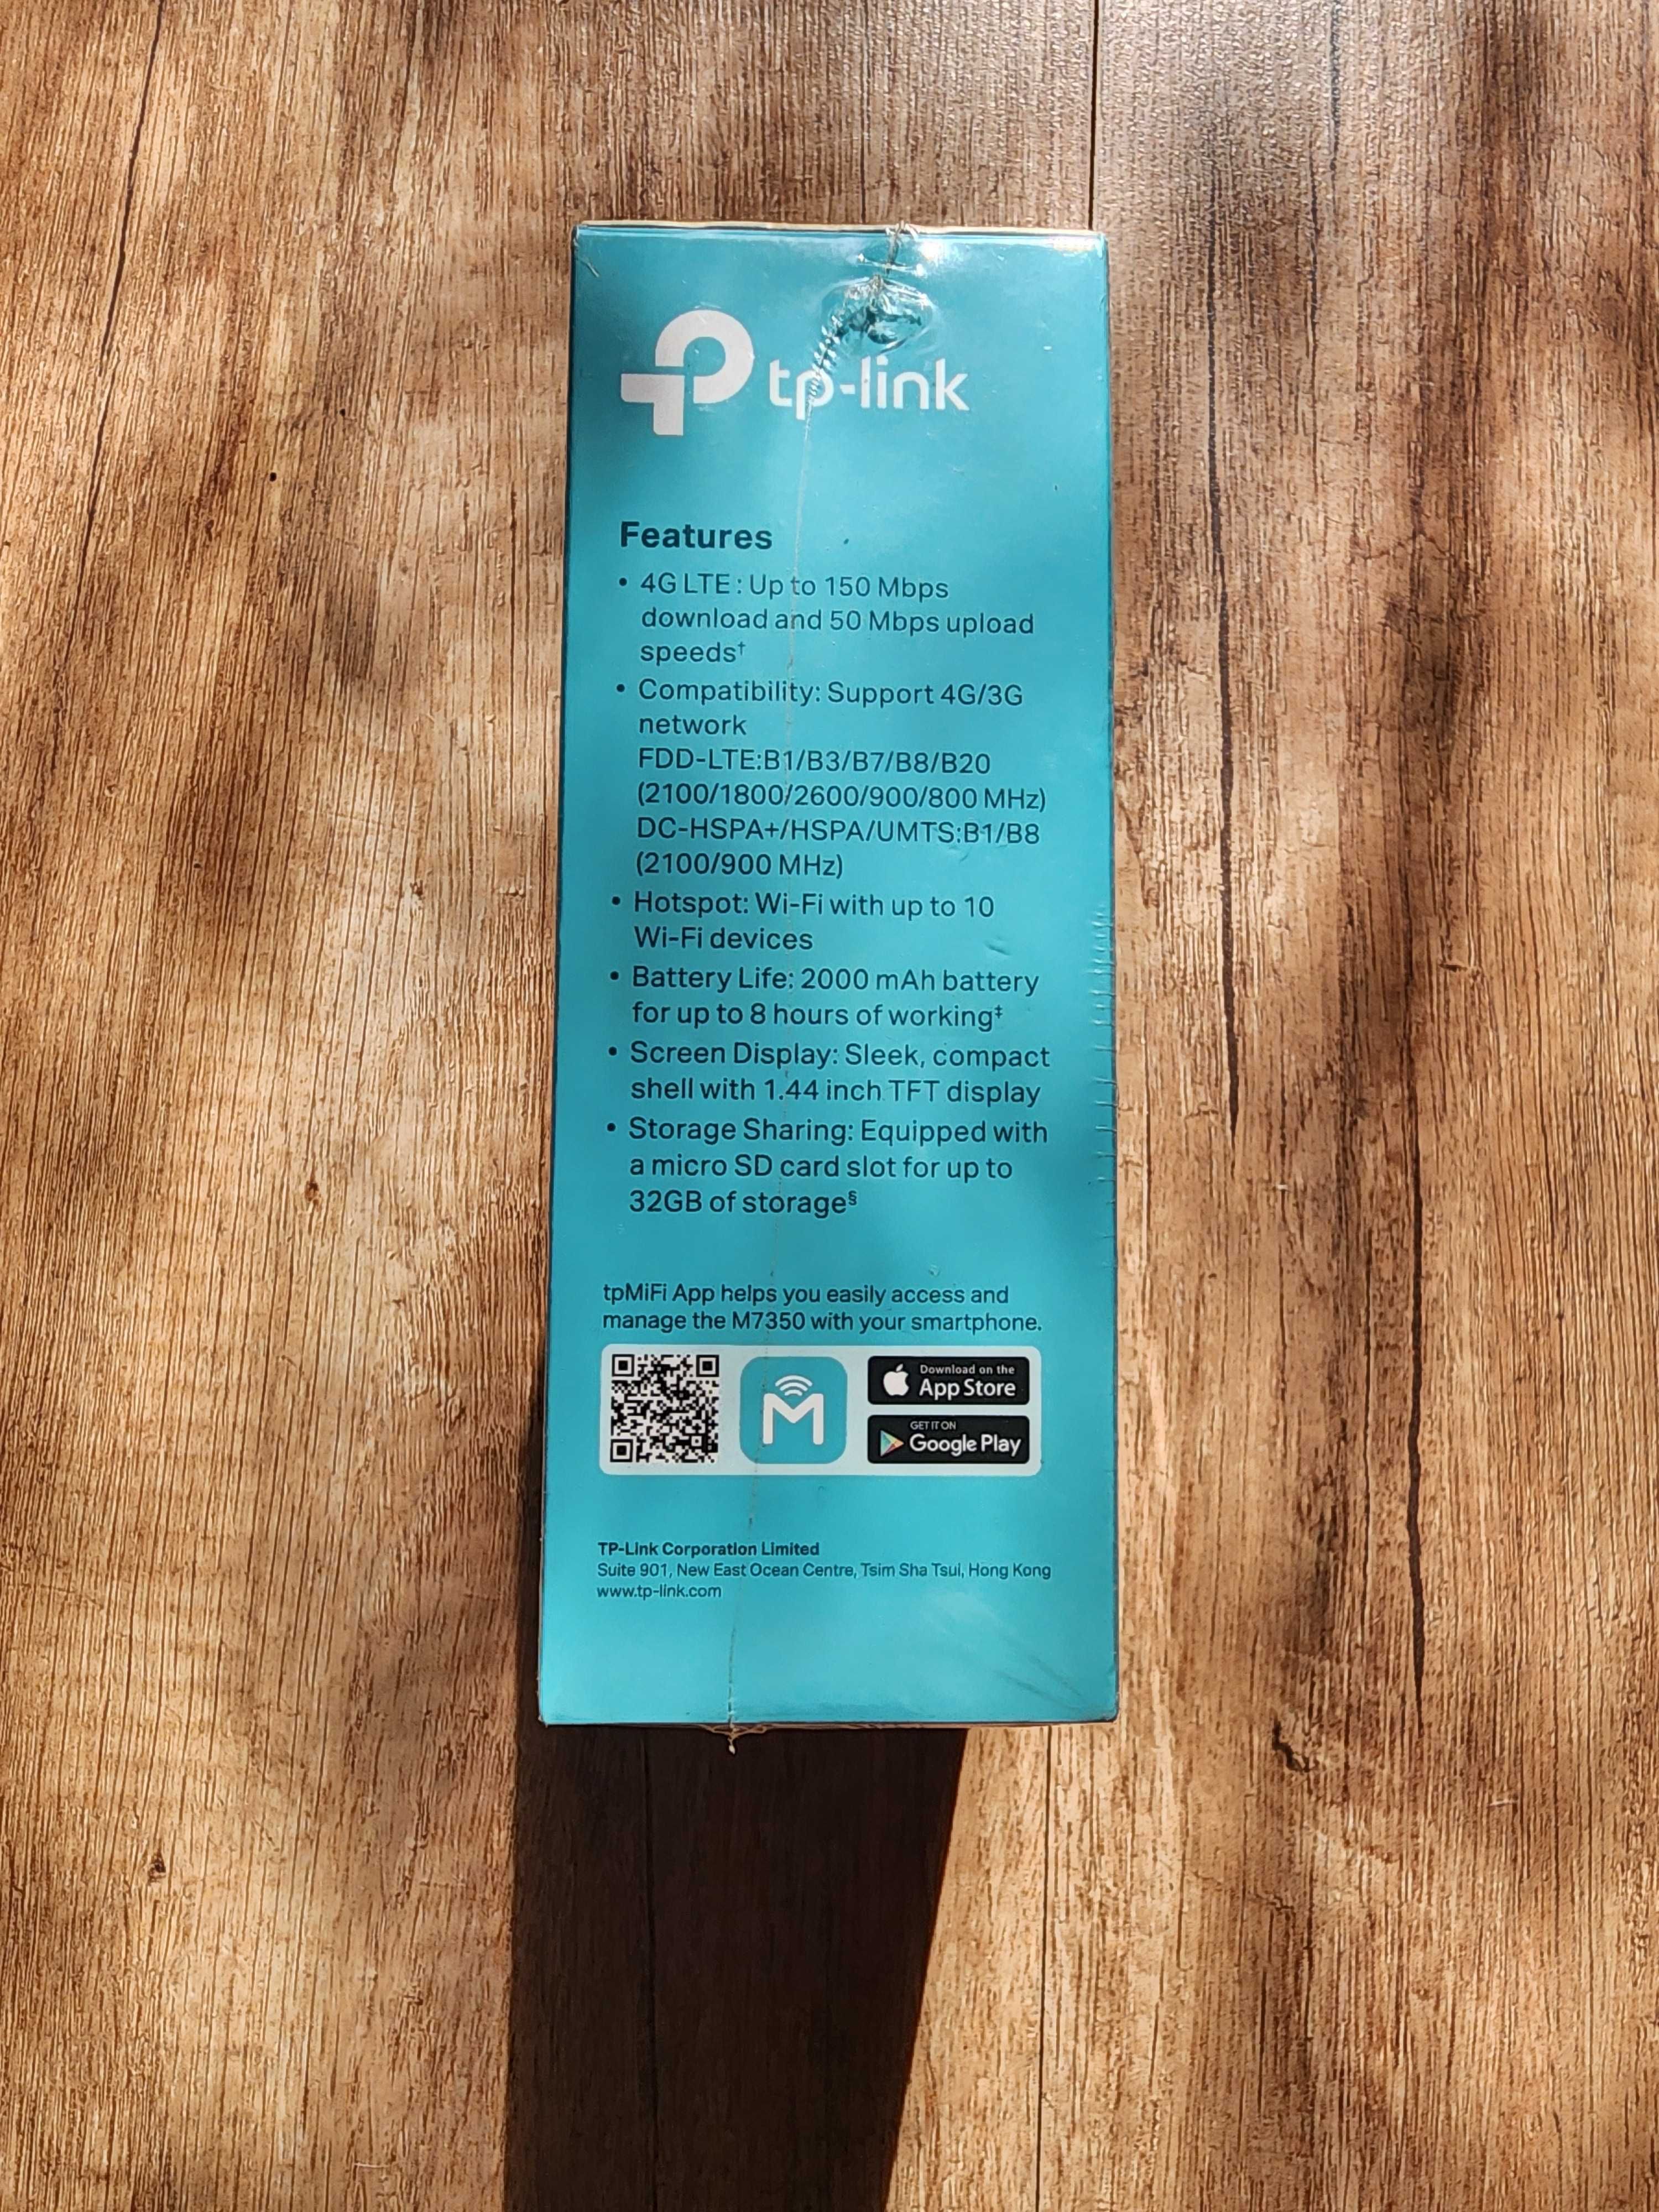 tp-link
Features
• 4G LTE : Up to 150 Mbps
download and 50 Mbps upload
speeds†
• Compatibility: Support 4G/3G
network
FDD-LTE:B1/B3/B7/B8/B20
(2100/1800/2600/900/800 MHz)
DC-HSPA+/HSPA/UMTS:B1/B8
(2100/900 MHz)
• Hotspot: Wi-Fi with up to 10
Wi-Fi devices
• Battery Life: 2000 mAh battery
for up to 8 hours of working‡
• Screen Display: Sleek, compact
shell with 1.44 inch TFT display
• Storage Sharing: Equipped with
a micro SD card slot for up to
32GB of storage§
tpMiFi App helps you easily access and
manage the M7350 with your smartphone.
M
Download on the
App Store
GET IT ON
Google Play
TP-Link Corporation Limited
Suite 901, New East Ocean Centre, Tsim Sha Tsui, Hong Kong
www.tp-link.com